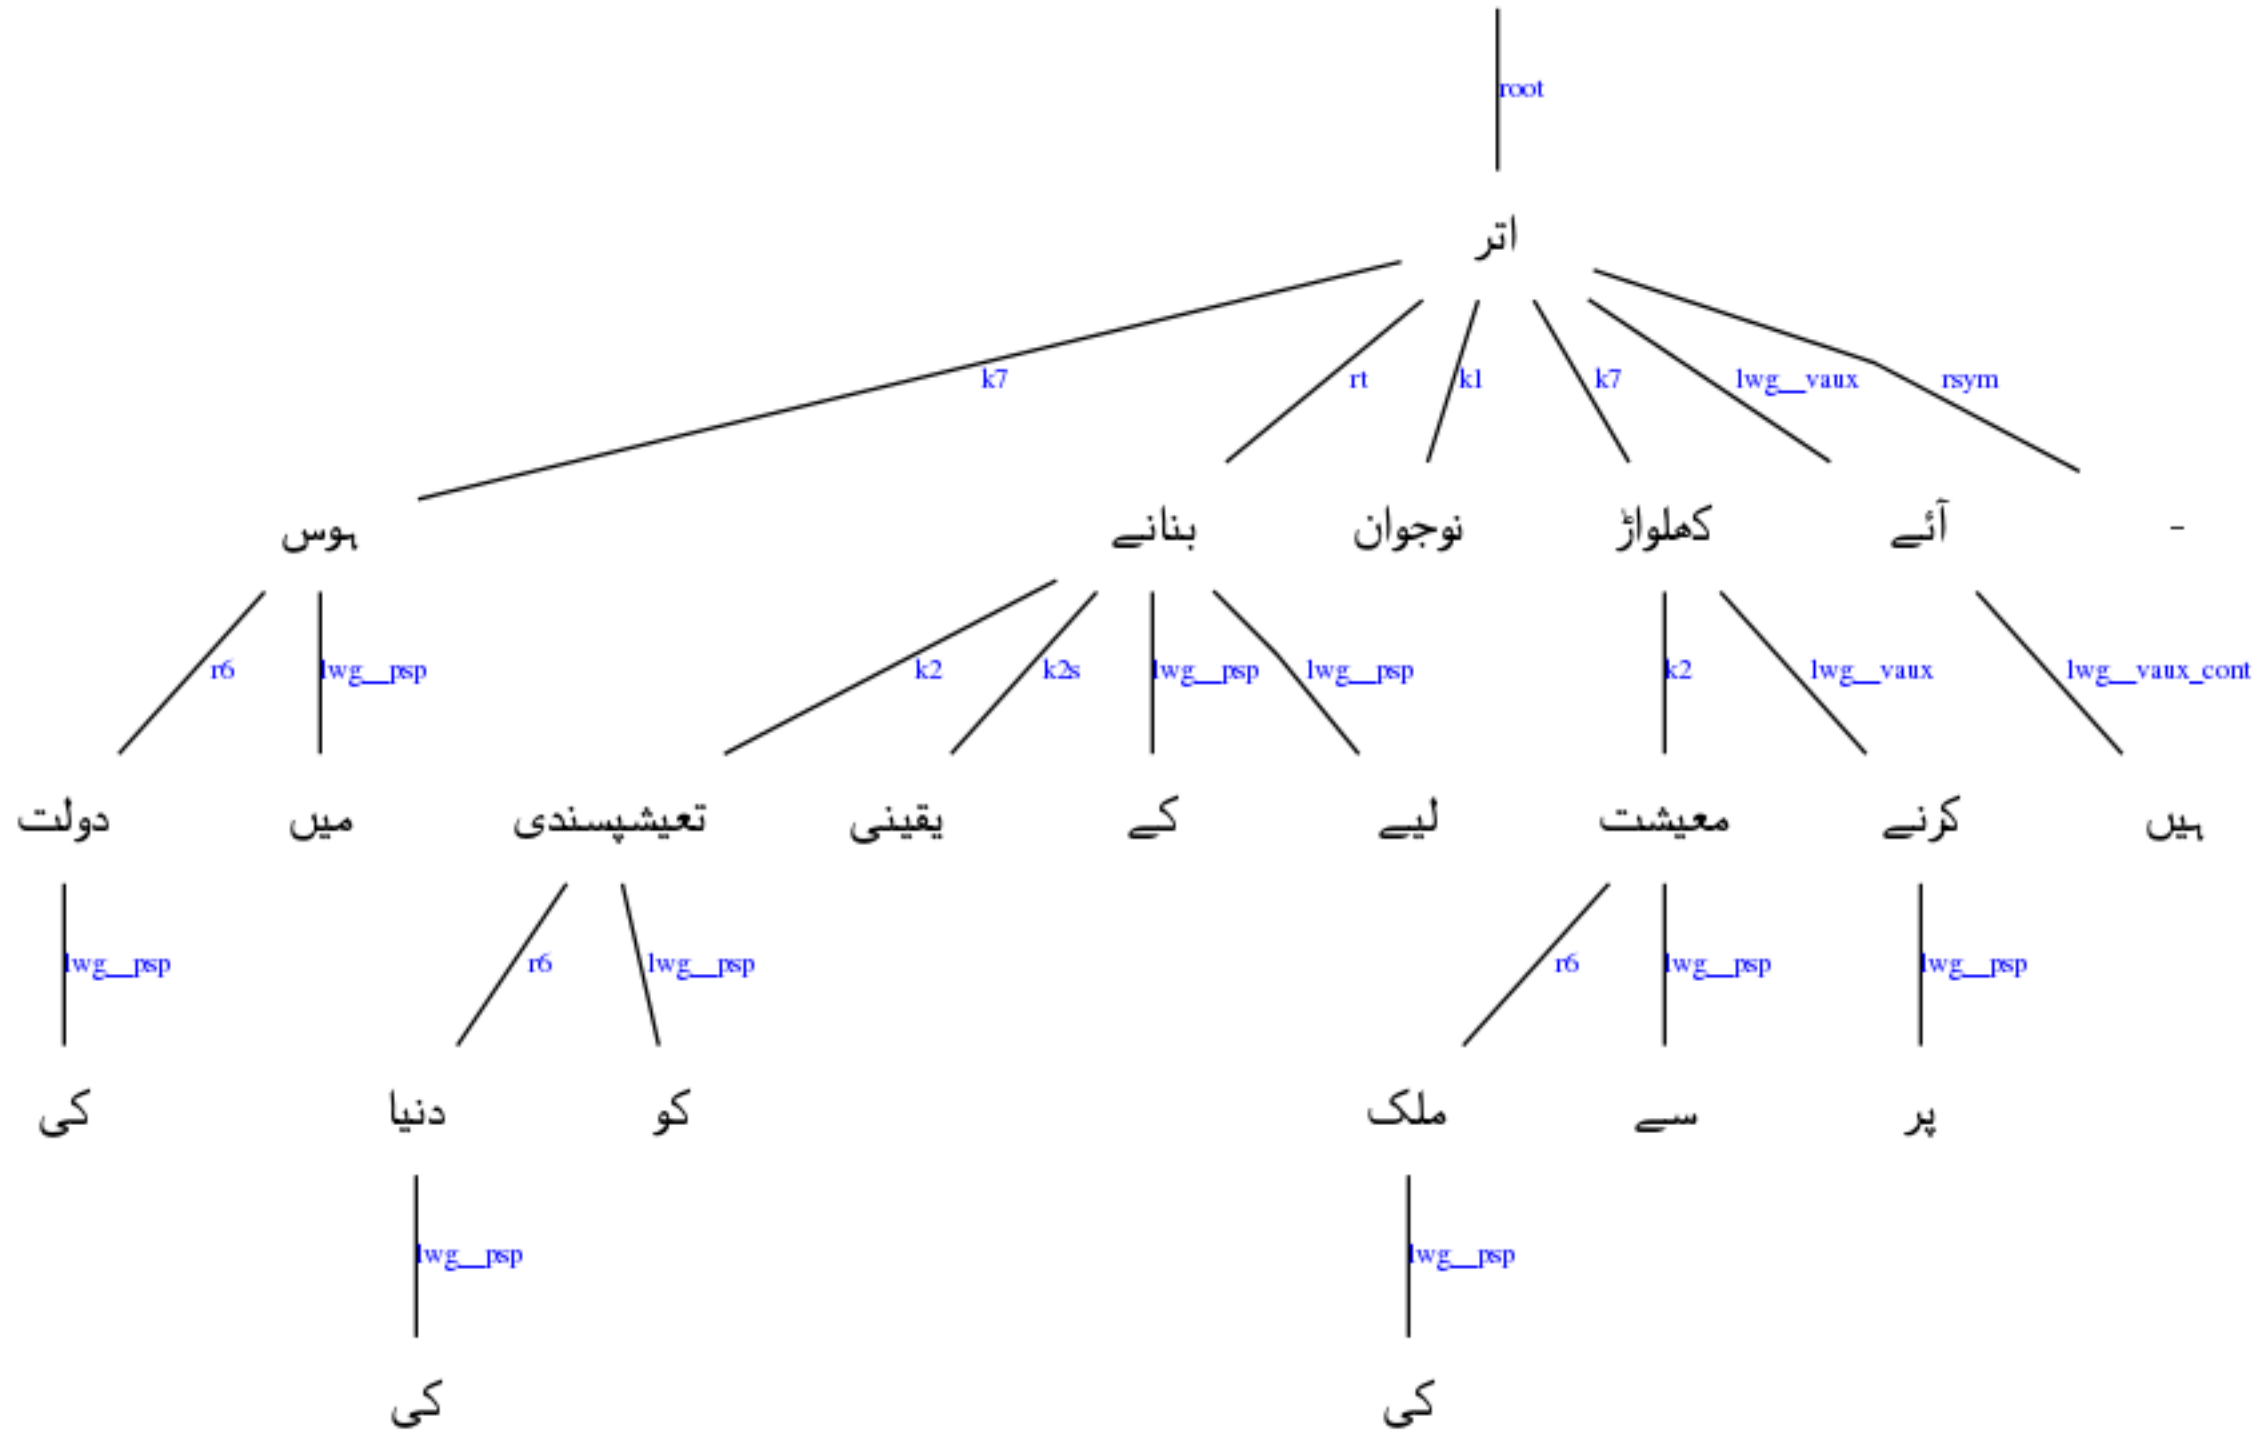 root
اتر
k7 rt k1 k7 lwg__vaux rsym
ہوس بنانے نوجوان کھلواڑ آئے -
r6 lwg__psp k2 k2s lwg__psp lwg__psp k2 lwg__vaux lwg__vaux_cont
دولت میں تعیشپسندی یقینی کے لیے معیشت کرنے ہیں
lwg__psp r6 lwg__psp r6 lwg__psp lwg__psp
کی دنیا کو ملک سے پر
lwg__psp lwg__psp
کی کی